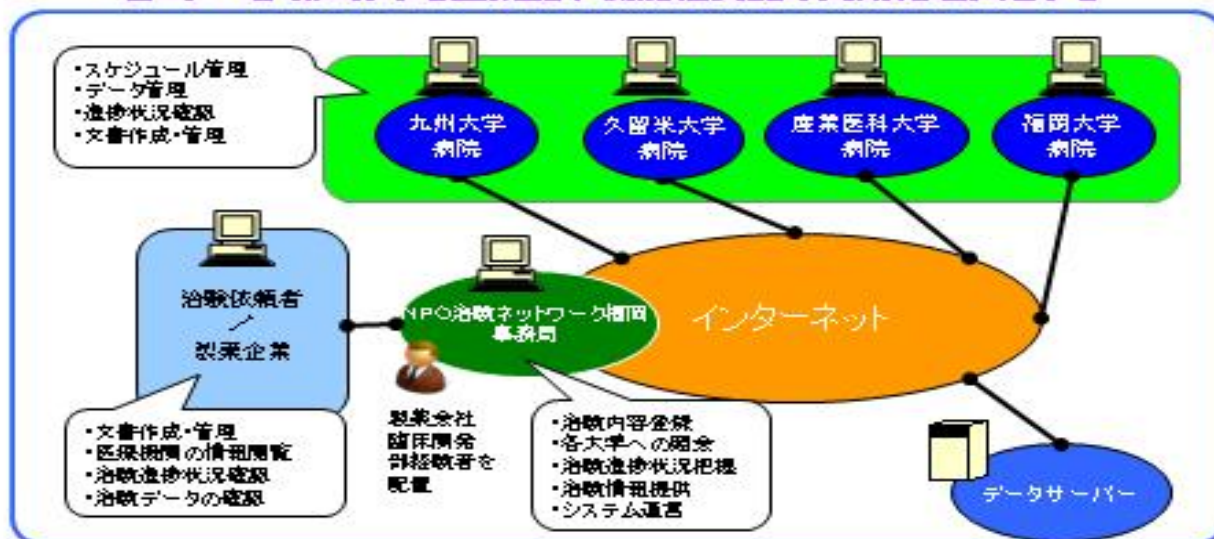 ・スケジュール管理
・データ管理
・進捗状況確認
・文書作成・管理
九州大学
病院
久留米大学
病院
産業医科大学
病院
福岡大学
病院
治験依頼者
／
製薬企業
NPO治験ネットワーク福岡
事務局
インターネット
・文書作成・管理
・医療機関の情報閲覧
・治験進捗状況確認
・治験データの確認
製薬会社
臨床開発
部経験者を
配置
・治験内容登録
・各大学への照会
・治験進捗状況把握
・治験情報提供
・システム運営
データサーバー